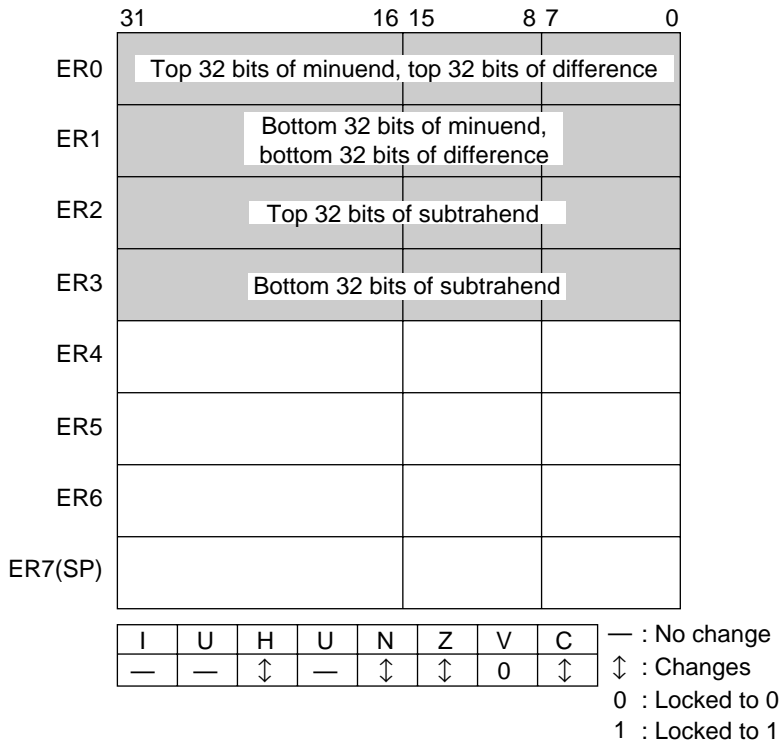 31 16 15 8 7 0
ER0 Top 32 bits of minuend, top 32 bits of difference
ER1 Bottom 32 bits of minuend,
bottom 32 bits of difference
ER2 Top 32 bits of subtrahend
ER3 Bottom 32 bits of subtrahend
ER4
ER5
ER6
ER7(SP)
I U H U N Z V C
— — ↕ — ↕ ↕ 0 ↕
— : No change
↕ : Changes
0 : Locked to 0
1 : Locked to 1